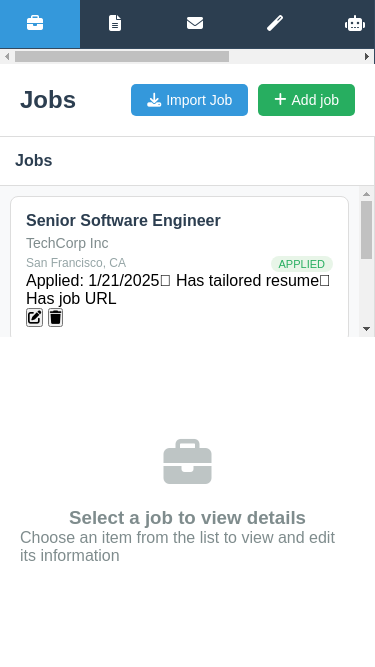 Jobs
Import Job
Add job
Jobs
Senior Software Engineer
TechCorp Inc
San Francisco, CA
APPLIED
Applied: 1/21/2025 Has tailored resume
Has job URL
Select a job to view details
Choose an item from the list to view and edit
its information